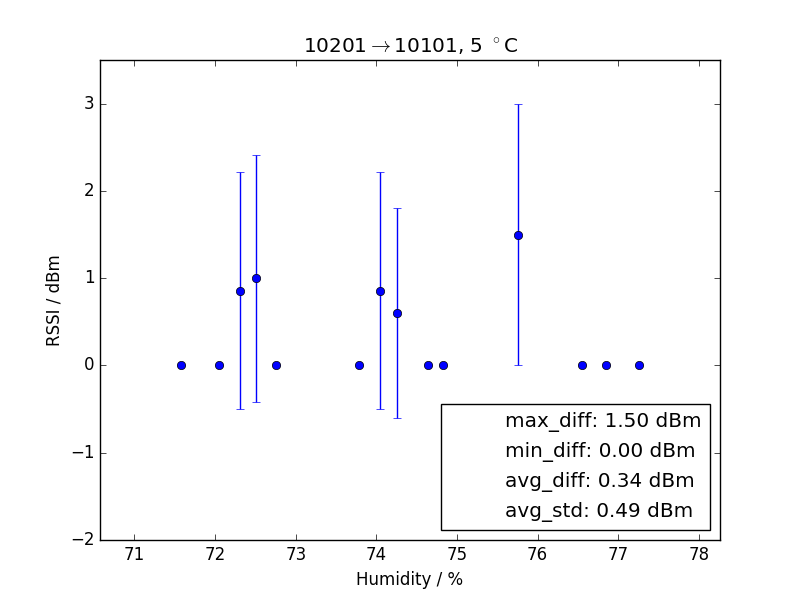 10201→10101, 5 °C
3
2
1
0
−1
−2
RSSI / dBm
max_diff: 1.50 dBm
min_diff: 0.00 dBm
avg_diff: 0.34 dBm
avg_std: 0.49 dBm
71 72 73 74 75 76 77 78
Humidity / %